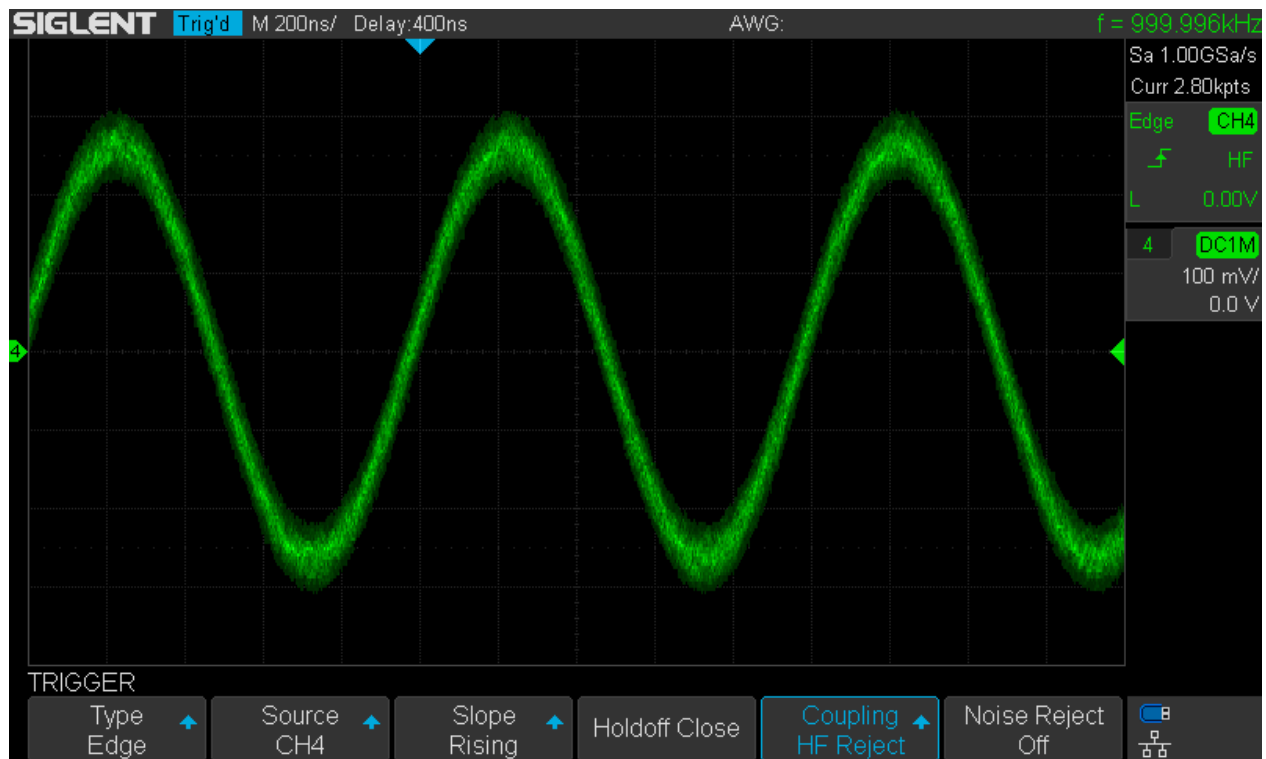 SIGLENT Trig'd M 200ns/ Delay:400ns AWG: f = 999.996kHz
Sa 1.00GSa/s
Curr 2.80kpts
Edge CH4
HF
L 0.00V
4 DC1M
100 mV/
0.0 V
4
TRIGGER
Type Source Slope Holdoff Close Coupling Noise Reject
Edge CH4 Rising HF Reject Off